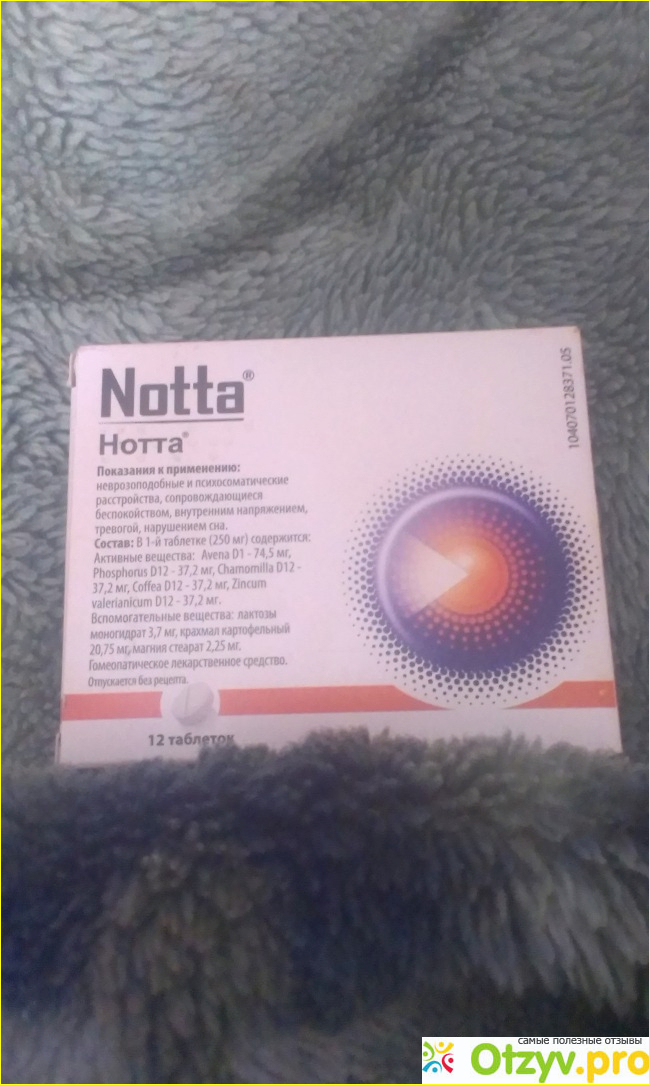 Notta®
Нотта®
Показания к применению:
неврозоподобные и психосоматические
расстройства, сопровождающиеся
беспокойством, внутренним напряжением,
тревогой, нарушением сна.
Состав: В 1-й таблетке (250 мг) содержится:
Активные вещества: Avena D1 - 74,5 мг,
Phosphorus D12 - 37,2 мг, Chamomilla D12 -
37,2 мг, Coffea D12 - 37,2 мг, Zincum
valerianicum D12 - 37,2 мг.
Вспомогательные вещества: лактозы
моногидрат 3,7 мг, крахмал картофельный
20,75 мг, магния стеарат 2,25 мг.
Гомеопатическое лекарственное средство.
Отпускается без рецепта.
12 таблеток
104070128371.05
самые полезные отзывы
Otzyv.pro